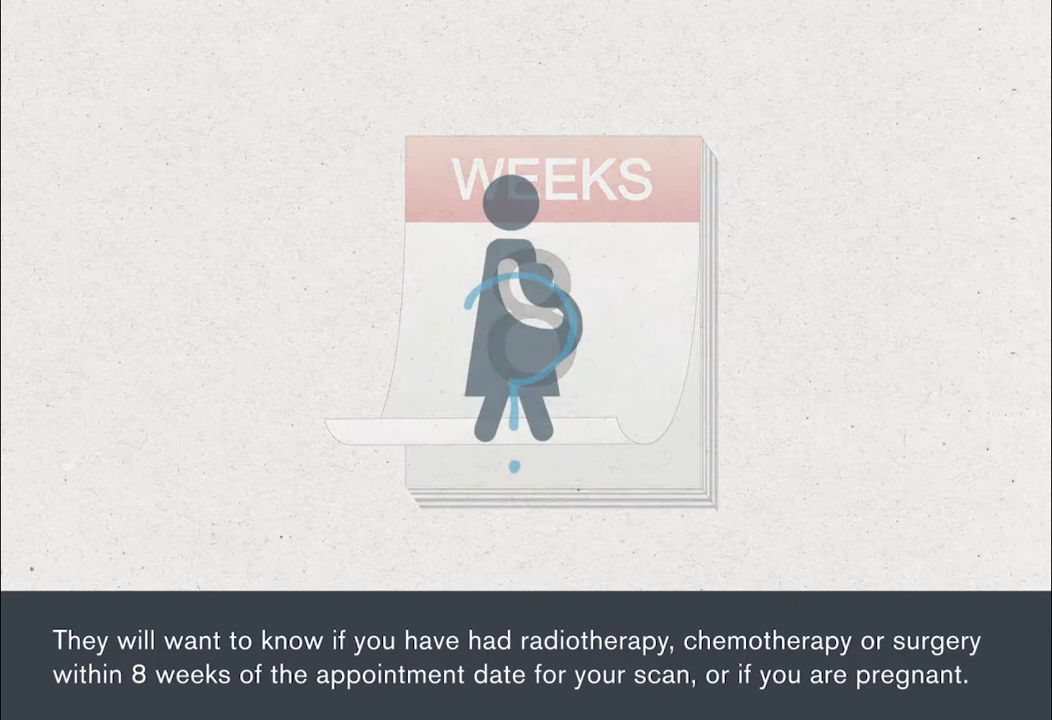 WEEKS
8
They will want to know if you have had radiotherapy, chemotherapy or surgery
within 8 weeks of the appointment date for your scan, or if you are pregnant.